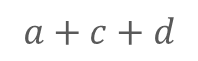 a + c + d